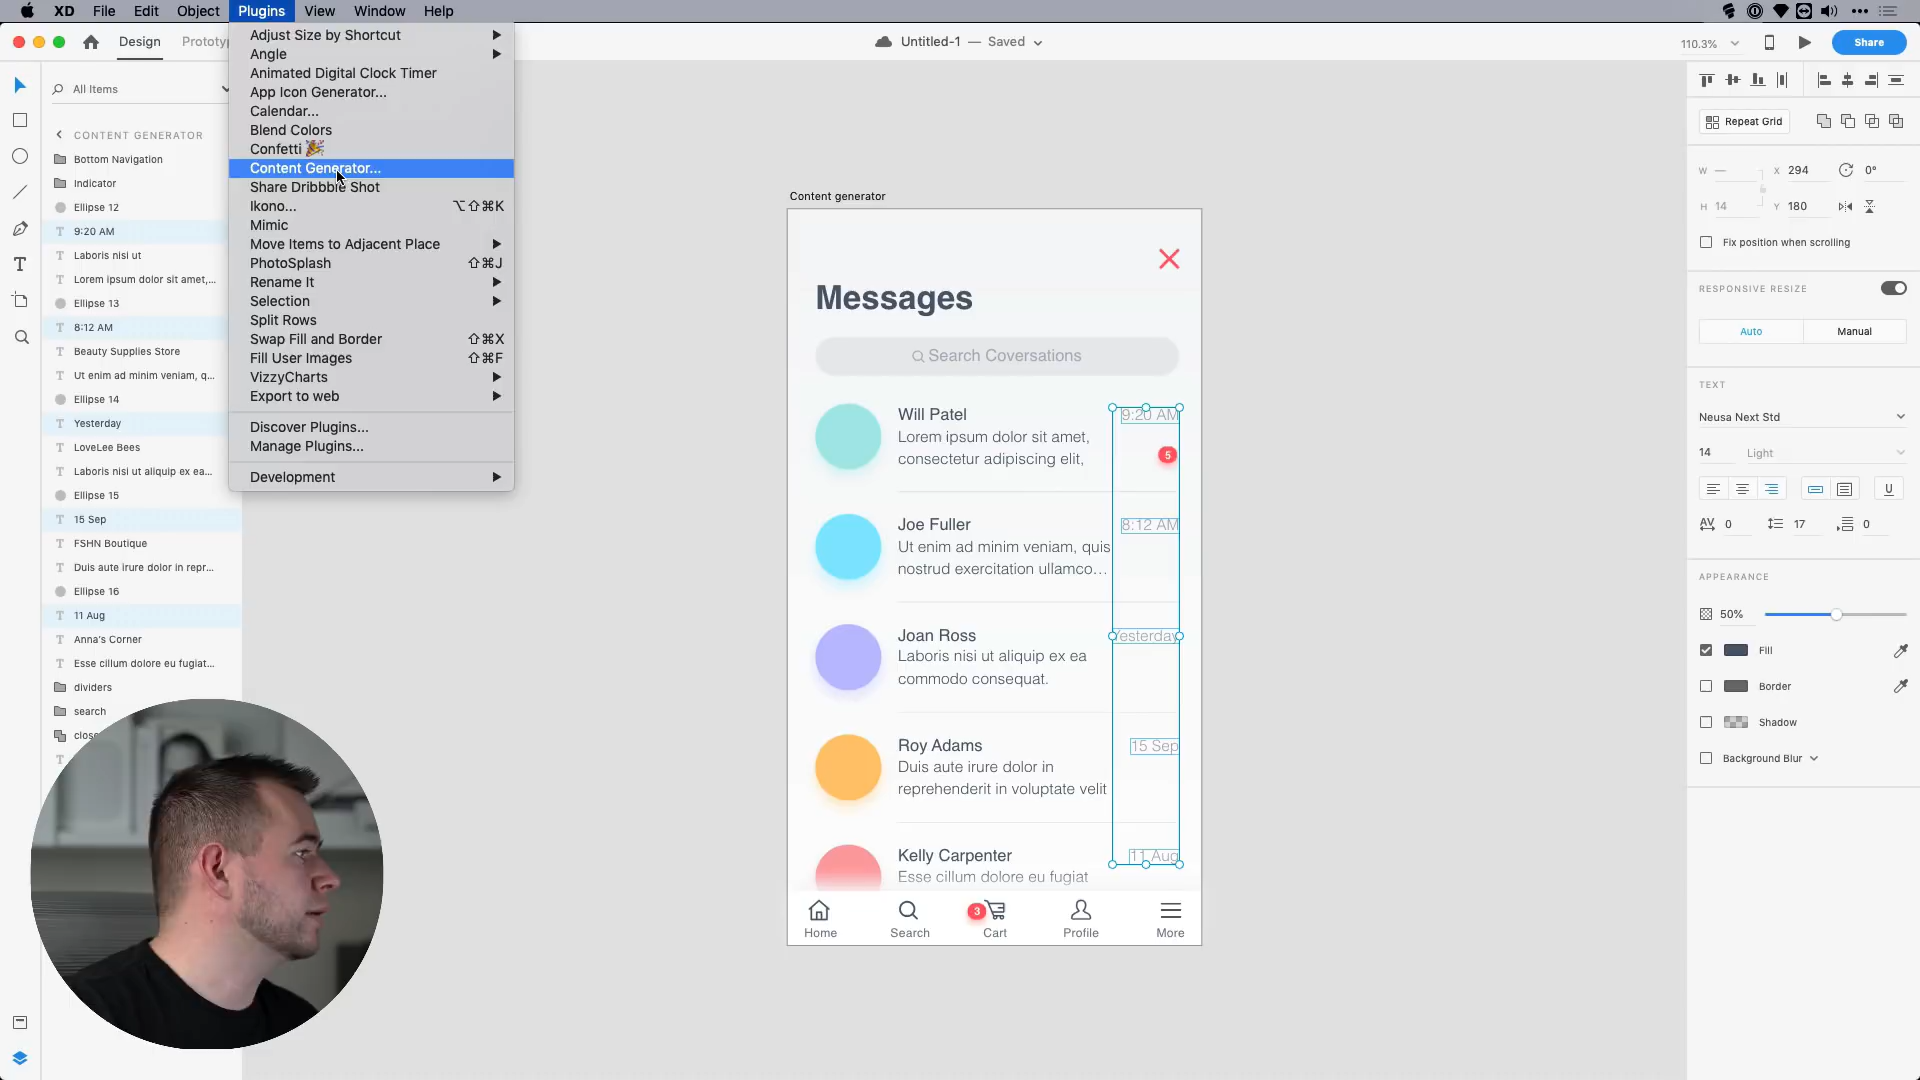 XD File Edit Object Plugins View Window Help
Design Prototy
Untitled-1 — Saved
110.3%
Share
All Items
CONTENT GENERATOR
Bottom Navigation
Indicator
Ellipse 12
9:20 AM
Laboris nisi ut
Lorem ipsum dolor sit amet,...
Ellipse 13
8:12 AM
Beauty Supplies Store
Ut enim ad minim veniam, q...
Ellipse 14
Yesterday
LoveLee Bees
Laboris nisi ut aliquip ex ea...
Ellipse 15
15 Sep
FSHN Boutique
Duis aute irure dolor in repr...
Ellipse 16
11 Aug
Anna's Corner
Esse cillum dolore eu fugiat...
dividers
search
close
Adjust Size by Shortcut
Angle
Animated Digital Clock Timer
App Icon Generator...
Calendar...
Blend Colors
Confetti 🎉
Content Generator...
Share Dribbble Shot
Ikono... ⌥⇧⌘K
Mimic
Move Items to Adjacent Place
PhotoSplash ⇧⌘J
Rename It
Selection
Split Rows
Swap Fill and Border ⇧⌘X
Fill User Images ⇧⌘F
VizzyCharts
Export to web
Discover Plugins...
Manage Plugins...
Development
Content generator
Messages
Search Coversations
Will Patel 9:20 AM
Lorem ipsum dolor sit amet,
consectetur adipiscing elit,
5
Joe Fuller 8:12 AM
Ut enim ad minim veniam, quis
nostrud exercitation ullamco...
Joan Ross Yesterday
Laboris nisi ut aliquip ex ea
commodo consequat.
Roy Adams 15 Sep
Duis aute irure dolor in
reprehenderit in voluptate velit
Kelly Carpenter 11 Aug
Esse cillum dolore eu fugiat
3
Home Search Cart Profile More
Repeat Grid
W — X 294 0°
H 14 Y 180
Fix position when scrolling
RESPONSIVE RESIZE
Auto Manual
TEXT
Neusa Next Std
14 Light
U
AV 0 17 0
APPEARANCE
50%
Fill
Border
Shadow
Background Blur